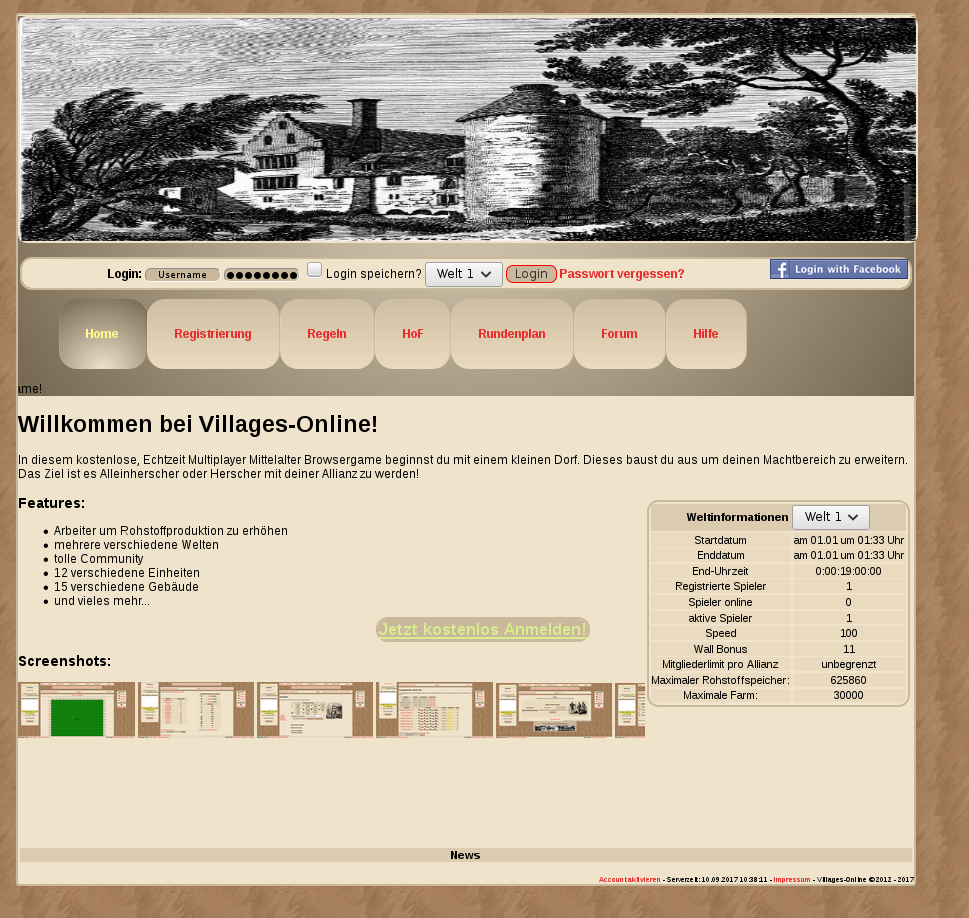 Login: Username Login speichern? Welt 1 Login Passwort vergessen? Login with Facebook
Home Registrierung Regeln HoF Rundenplan Forum Hilfe
ame!
Willkommen bei Villages-Online!
In diesem kostenlose, Echtzeit Multiplayer Mittelalter Browsergame beginnst du mit einem kleinen Dorf. Dieses baust du aus um deinen Machtbereich zu erweitern.
Das Ziel ist es Alleinherscher oder Herscher mit deiner Allianz zu werden!
Features:
Arbeiter um Rohstoffproduktion zu erhöhen
mehrere verschiedene Welten
tolle Community
12 verschiedene Einheiten
15 verschiedene Gebäude
und vieles mehr...
Jetzt kostenlos Anmelden!
Screenshots:
Weltinformationen Welt 1
Startdatum am 01.01 um 01:33 Uhr
Enddatum am 01.01 um 01:33 Uhr
End-Uhrzeit 0:00:19:00:00
Registrierte Spieler 1
Spieler online 0
aktive Spieler 1
Speed 100
Wall Bonus 11
Mitgliederlimit pro Allianz unbegrenzt
Maximaler Rohstoffspeicher: 625860
Maximale Farm: 30000
News
Account aktivieren - Serverzeit: 10.09.2017 10:38:11 - Impressum - Villages-Online ©2012 - 2017